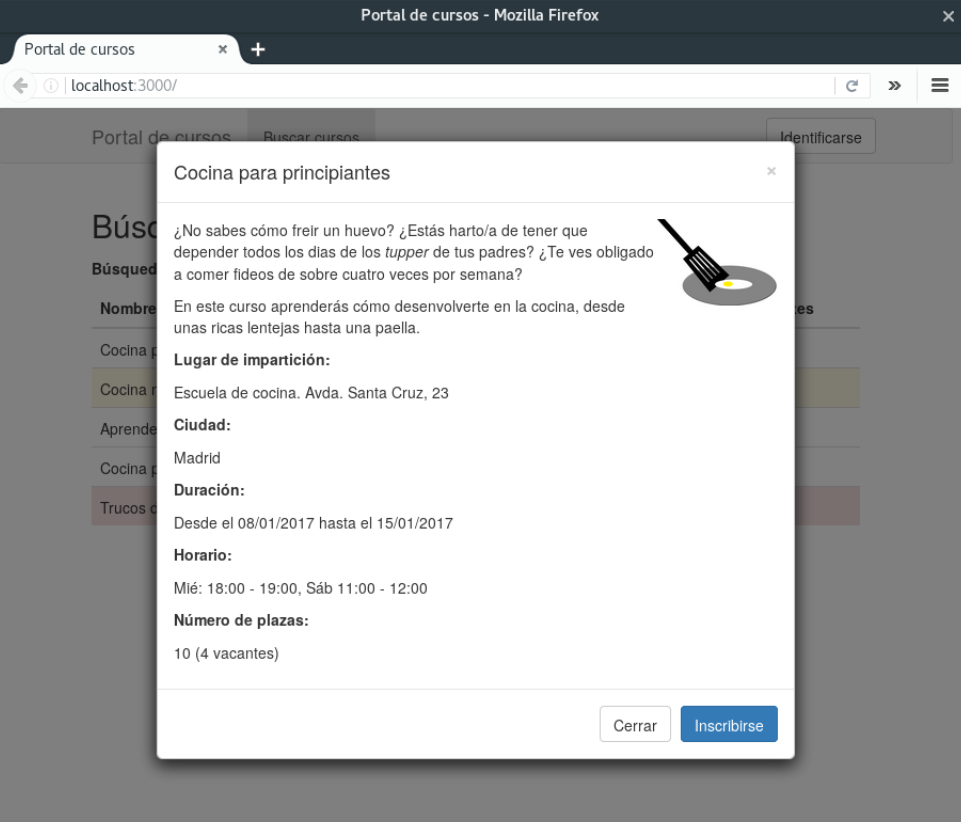 Portal de cursos - Mozilla Firefox
Portal de cursos
localhost:3000/
Portal de cursos Buscar cursos Identificarse
Cocina para principiantes
¿No sabes cómo freir un huevo? ¿Estás harto/a de tener que
depender todos los dias de los tupper de tus padres? ¿Te ves obligado
a comer fideos de sobre cuatro veces por semana?
En este curso aprenderás cómo desenvolverte en la cocina, desde
unas ricas lentejas hasta una paella.
Lugar de impartición:
Escuela de cocina. Avda. Santa Cruz, 23
Ciudad:
Madrid
Duración:
Desde el 08/01/2017 hasta el 15/01/2017
Horario:
Mié: 18:00 - 19:00, Sáb 11:00 - 12:00
Número de plazas:
10 (4 vacantes)
Cerrar Inscribirse
Nombre
Cocina
Cocina
Aprende
Cocina
Trucos